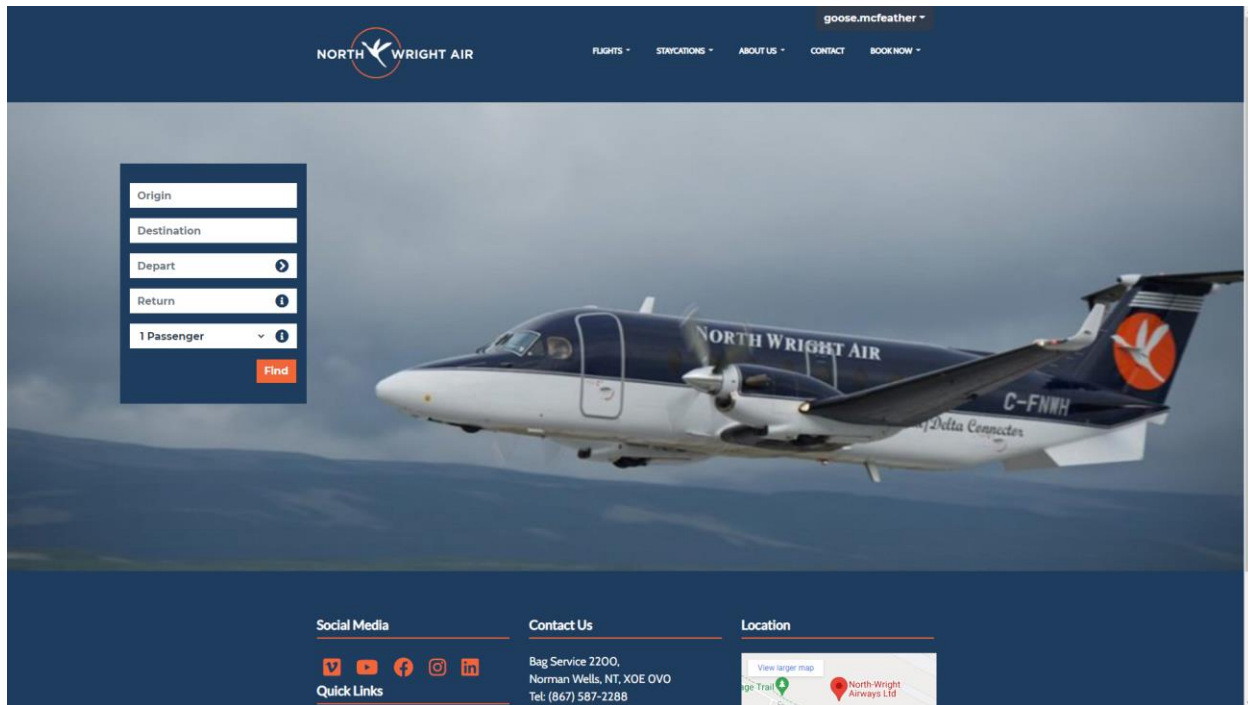 goose.mcfeather
NORTH WRIGHT AIR
FLIGHTS
STAYCATIONS
ABOUT US
CONTACT
BOOK NOW
Origin
Destination
Depart
Return
1 Passenger
Find
NORTH WRIGHT AIR
C-FNWH
Delta Connector
Social Media
Quick Links
Contact Us
Bag Service 2200,
Norman Wells, NT, X0E 0V0
Tel: (867) 587-2288
Location
View larger map
age Trail
North-Wright
Airways Ltd